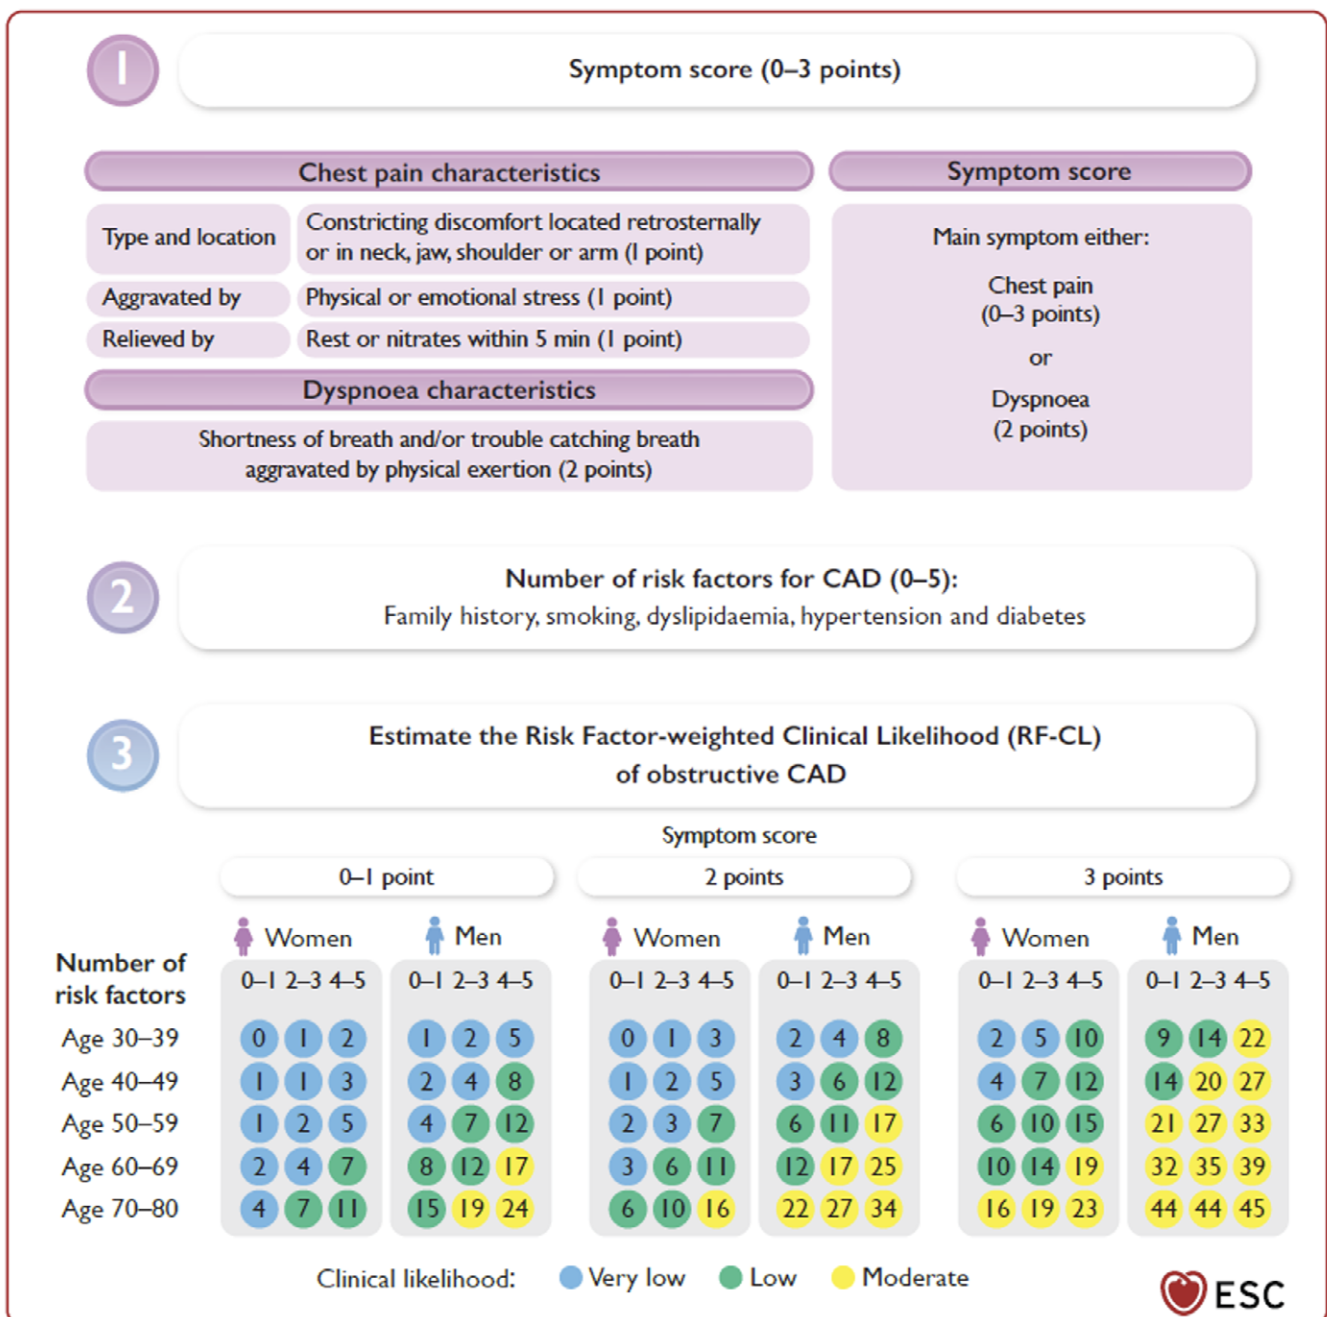 1
Symptom score (0–3 points)
Chest pain characteristics
Type and location
Constricting discomfort located retrosternally
or in neck, jaw, shoulder or arm (1 point)
Aggravated by
Physical or emotional stress (1 point)
Relieved by
Rest or nitrates within 5 min (1 point)
Dyspnoea characteristics
Shortness of breath and/or trouble catching breath
aggravated by physical exertion (2 points)
Symptom score
Main symptom either:
Chest pain
(0–3 points)
or
Dyspnoea
(2 points)
2
Number of risk factors for CAD (0–5):
Family history, smoking, dyslipidaemia, hypertension and diabetes
3
Estimate the Risk Factor-weighted Clinical Likelihood (RF-CL)
of obstructive CAD
Symptom score
0–1 point 2 points 3 points
Women Men Women Men Women Men
Number of
risk factors
0–1 2–3 4–5 0–1 2–3 4–5 0–1 2–3 4–5 0–1 2–3 4–5 0–1 2–3 4–5 0–1 2–3 4–5
Age 30–39 0 1 2 1 2 5 0 1 3 2 4 8 2 5 10 9 14 22
Age 40–49 1 1 3 2 4 8 1 2 5 3 6 12 4 7 12 14 20 27
Age 50–59 1 2 5 4 7 12 2 3 7 6 11 17 6 10 15 21 27 33
Age 60–69 2 4 7 8 12 17 3 6 11 12 17 25 10 14 19 32 35 39
Age 70–80 4 7 11 15 19 24 6 10 16 22 27 34 16 19 23 44 44 45
Clinical likelihood: Very low Low Moderate
ESC